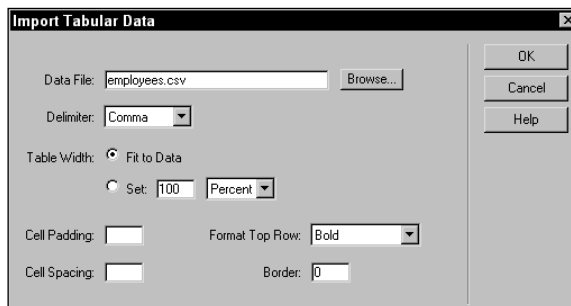 Import Tabular Data
Data File: employees.csv Browse... OK
Delimiter: Comma Cancel
Help
Table Width: Fit to Data
Set: 100 Percent
Cell Padding: Format Top Row: Bold
Cell Spacing: Border: 0